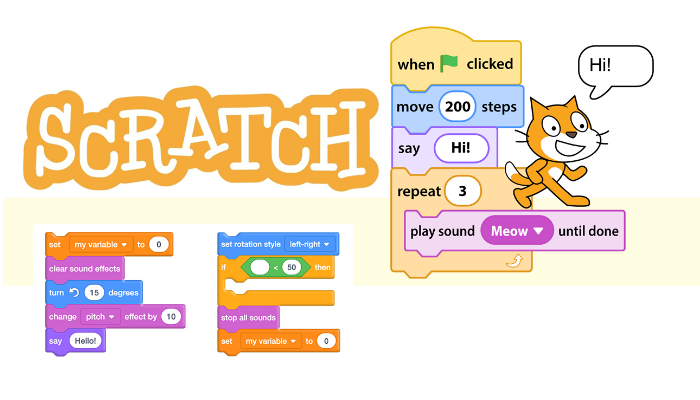 SCRATCH
when clicked
move 200 steps
say Hi!
repeat 3
play sound Meow until done
Hi!
set my variable to 0
clear sound effects
turn 15 degrees
change pitch effect by 10
say Hello!
set rotation style left-right
if < 50 then
stop all sounds
set my variable to 0